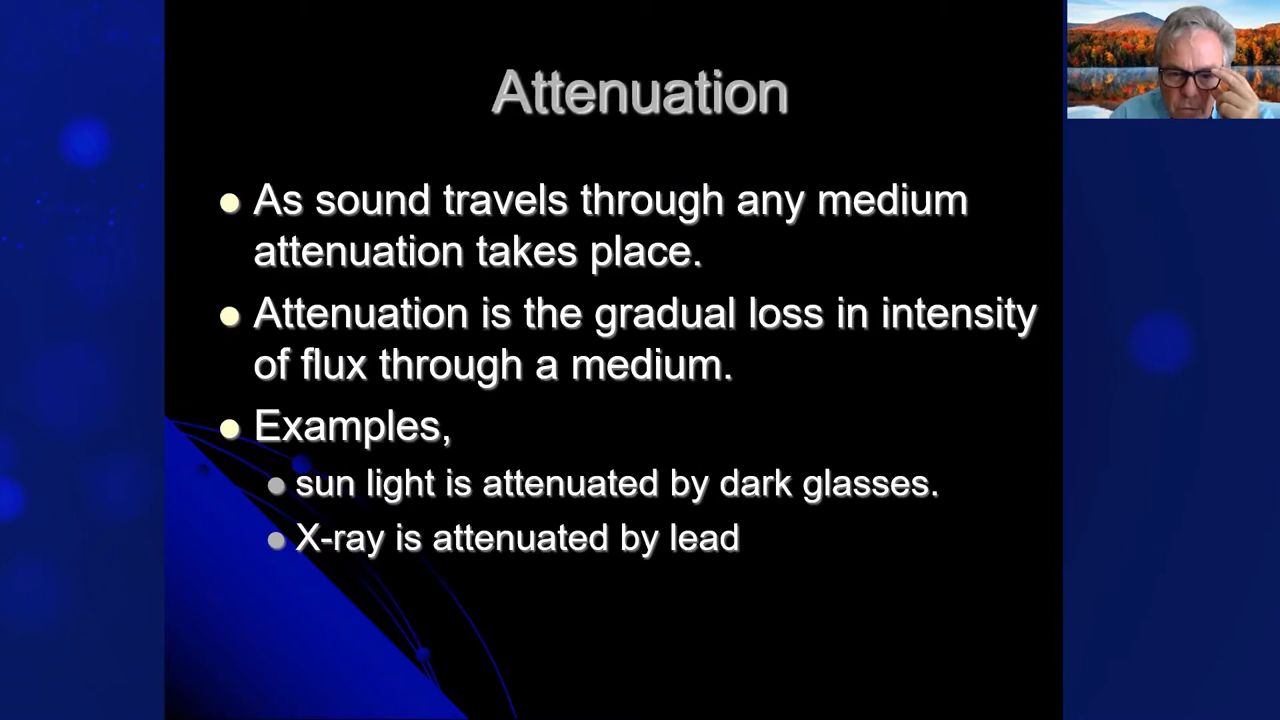 Attenuation
As sound travels through any medium
attenuation takes place.
Attenuation is the gradual loss in intensity
of flux through a medium.
Examples,
sun light is attenuated by dark glasses.
X-ray is attenuated by lead